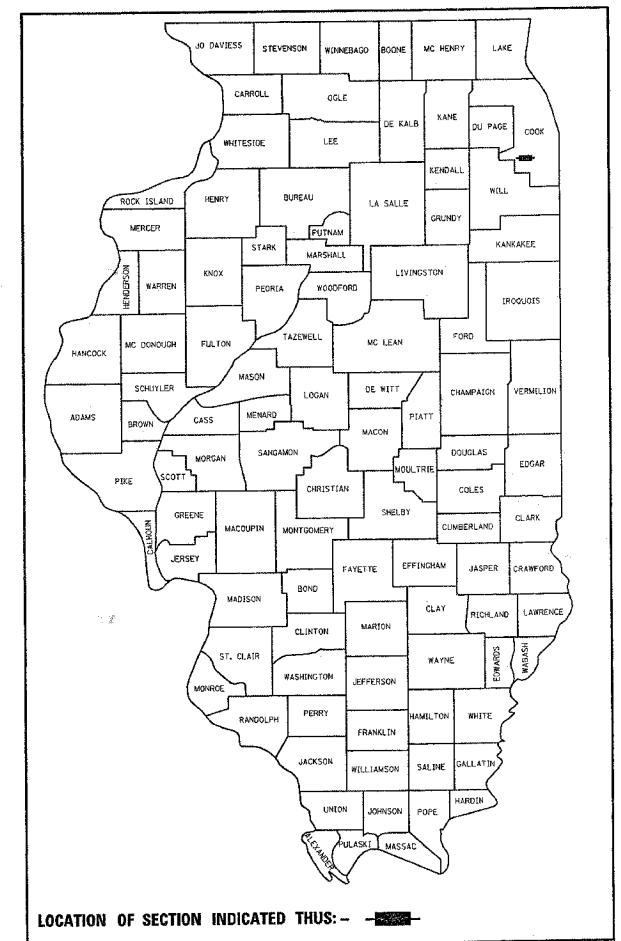 JO DAVIESS STEVENSON WINNEBAGO BOONE MC HENRY LAKE
CARROLL OGLE DE KALB KANE DU PAGE COOK
WHITESIDE LEE
KENDALL WILL
ROCK ISLAND HENRY BUREAU LA SALLE GRUNDY
MERCER PUTNAM KANKAKEE
STARK MARSHALL
HENDERSON WARREN KNOX PEORIA WOODFORD LIVINGSTON IROQUOIS
HANCOCK MC DONOUGH FULTON TAZEWELL MC LEAN FORD
SCHUYLER MASON LOGAN DE WITT CHAMPAIGN VERMILION
ADAMS BROWN CASS MENARD MACON PIATT
PIKE SCOTT MORGAN SANGAMON CHRISTIAN MOULTRIE DOUGLAS EDGAR
COLES
CALHOUN GREENE MACOUPIN MONTGOMERY SHELBY CUMBERLAND CLARK
JERSEY FAYETTE EFFINGHAM JASPER CRAWFORD
MADISON BOND
CLAY RICHLAND LAWRENCE
CLINTON MARION
ST. CLAIR WAYNE EDWARDS WABASH
WASHINGTON JEFFERSON
MONROE
RANDOLPH PERRY HAMILTON WHITE
FRANKLIN
JACKSON WILLIAMSON SALINE GALLATIN
UNION JOHNSON POPE HARDIN
ALEXANDER PULASKI MASSAC
LOCATION OF SECTION INDICATED THUS: -